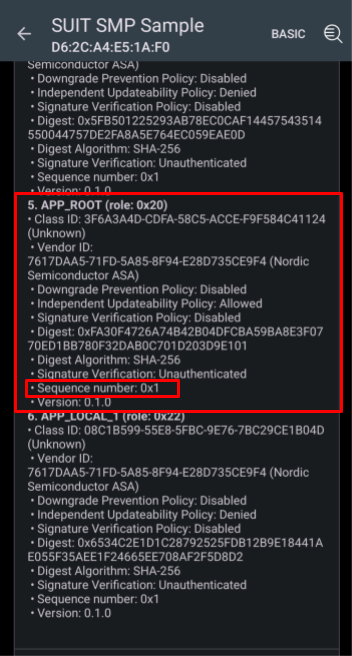 SUIT SMP Sample
D6:2C:A4:E5:1A:F0
BASIC
Semiconductor ASA)
• Downgrade Prevention Policy: Disabled
• Independent Updateability Policy: Denied
• Signature Verification Policy: Disabled
• Digest: 0x5FB501225293AB78EC0CAF14457543514
550044757DE2FA8A5E764EC059EAE0D
• Digest Algorithm: SHA-256
• Signature Verification: Unauthenticated
• Sequence number: 0x1
• Version: 0.1.0
5. APP_ROOT (role: 0x20)
• Class ID: 3F6A3A4D-CDFA-58C5-ACCE-F9F584C41124
(Unknown)
• Vendor ID:
7617DAA5-71FD-5A85-8F94-E28D735CE9F4 (Nordic
Semiconductor ASA)
• Downgrade Prevention Policy: Disabled
• Independent Updateability Policy: Allowed
• Signature Verification Policy: Disabled
• Digest: 0xFA30F4726A74B42B04DFCBA59BA8E3F07
70ED1BB780F32DAB0C701D203D9E101
• Digest Algorithm: SHA-256
• Signature Verification: Unauthenticated
• Sequence number: 0x1
• Version: 0.1.0
6. APP_LOCAL_1 (role: 0x22)
• Class ID: 08C1B599-55E8-5FBC-9E76-7BC29CE1B04D
(Unknown)
• Vendor ID:
7617DAA5-71FD-5A85-8F94-E28D735CE9F4 (Nordic
Semiconductor ASA)
• Downgrade Prevention Policy: Disabled
• Independent Updateability Policy: Denied
• Signature Verification Policy: Disabled
• Digest: 0x6534C2E1D1C28792525FDB12B9E18441A
E055F35AEE1F24665EE708AF2F5D8D2
• Digest Algorithm: SHA-256
• Signature Verification: Unauthenticated
• Sequence number: 0x1
• Version: 0.1.0